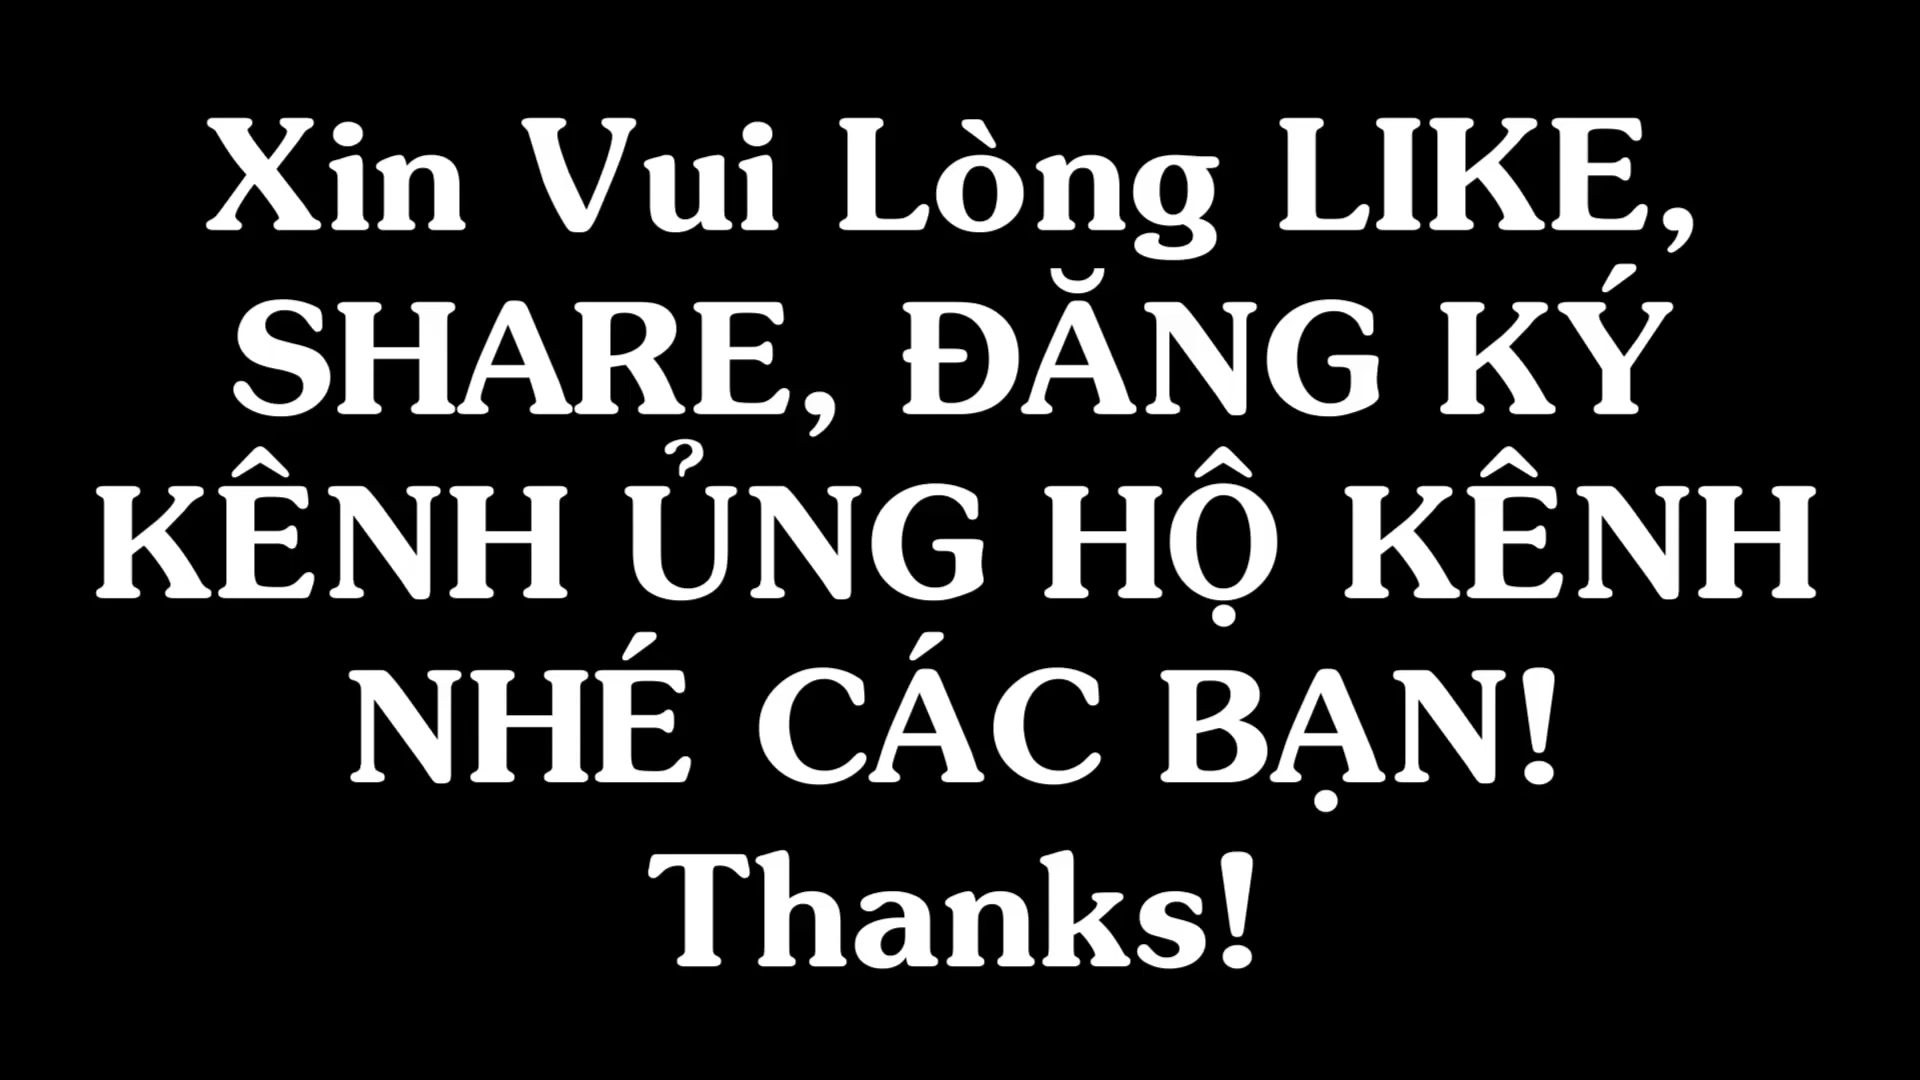 Xin Vui Lòng LIKE,
SHARE, ĐĂNG KÝ
KÊNH ỦNG HỘ KÊNH
NHÉ CÁC BẠN!
Thanks!